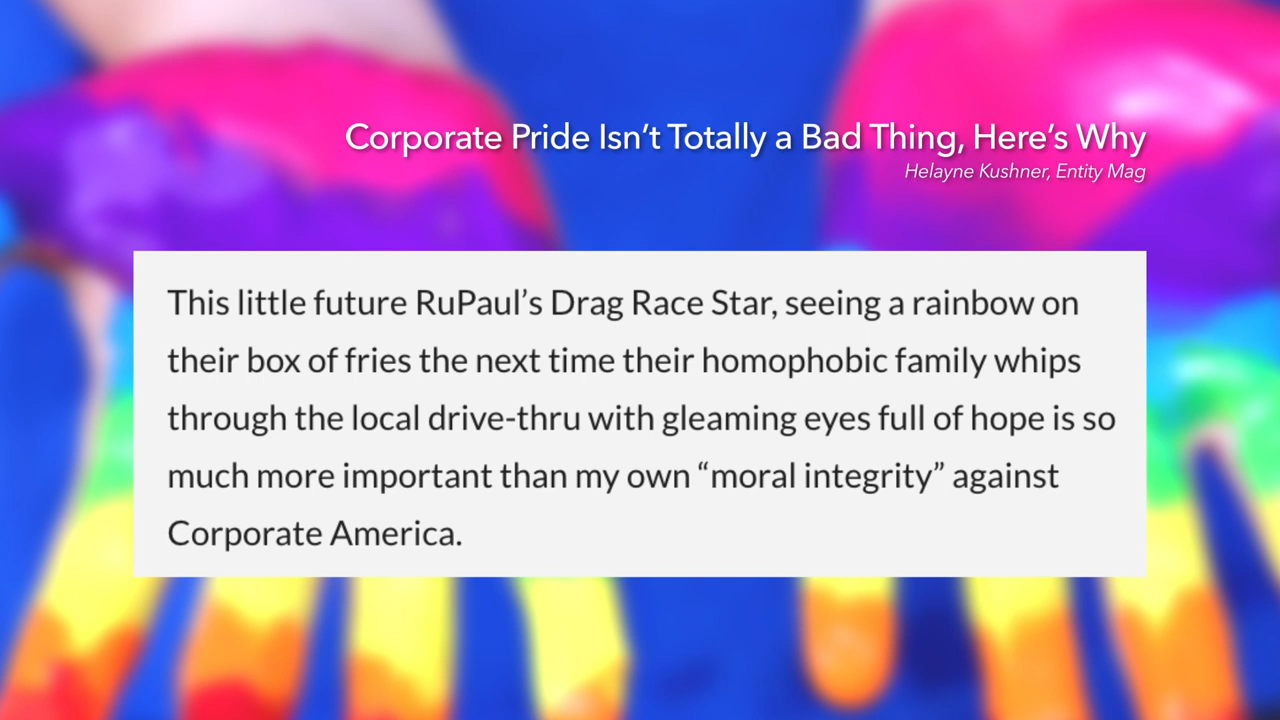 Corporate Pride Isn’t Totally a Bad Thing, Here’s Why
Helayne Kushner, Entity Mag
This little future RuPaul’s Drag Race Star, seeing a rainbow on
their box of fries the next time their homophobic family whips
through the local drive-thru with gleaming eyes full of hope is so
much more important than my own “moral integrity” against
Corporate America.